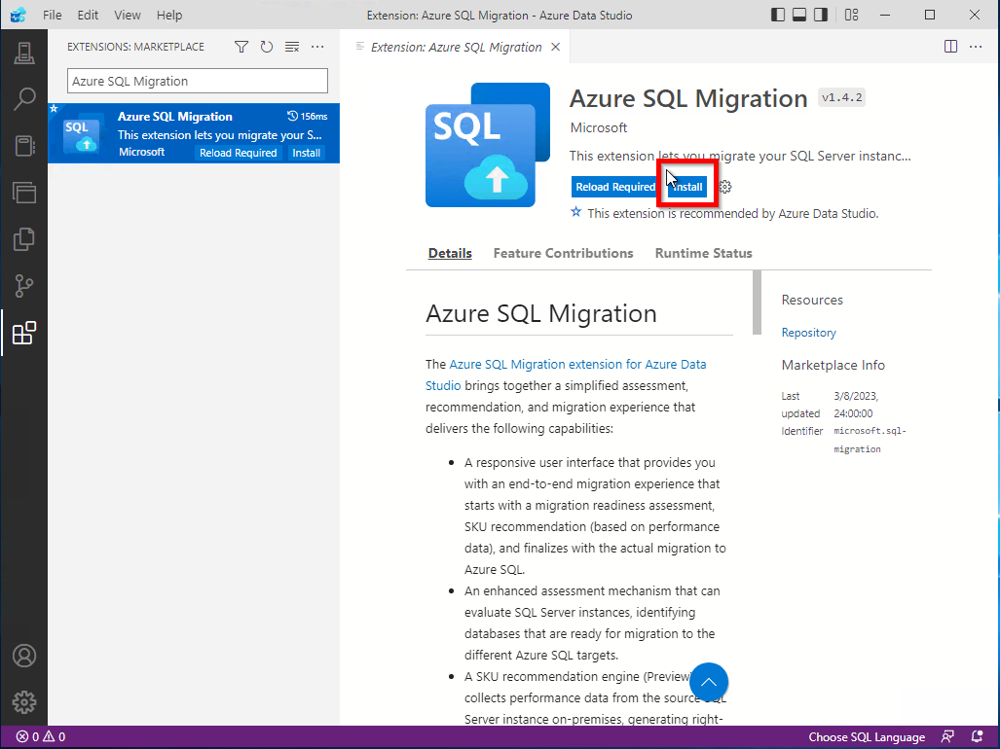 File Edit View Help
Extension: Azure SQL Migration - Azure Data Studio
EXTENSIONS: MARKETPLACE
Azure SQL Migration
SQL
Azure SQL Migration
156ms
This extension lets you migrate your S...
Microsoft
Reload Required
Install
Extension: Azure SQL Migration
SQL
Azure SQL Migration
v1.4.2
Microsoft
This extension lets you migrate your SQL Server instanc...
Reload Required
Install
This extension is recommended by Azure Data Studio.
Details
Feature Contributions
Runtime Status
Azure SQL Migration
The Azure SQL Migration extension for Azure Data
Studio brings together a simplified assessment,
recommendation, and migration experience that
delivers the following capabilities:
• A responsive user interface that provides you
with an end-to-end migration experience that
starts with a migration readiness assessment,
SKU recommendation (based on performance
data), and finalizes with the actual migration to
Azure SQL.
• An enhanced assessment mechanism that can
evaluate SQL Server instances, identifying
databases that are ready for migration to the
different Azure SQL targets.
• A SKU recommendation engine (Preview)
collects performance data from the source SQL
Server instance on-premises, generating right-
Resources
Repository
Marketplace Info
Last 3/8/2023,
updated 24:00:00
Identifier microsoft.sql-
migration
0 0
Choose SQL Language